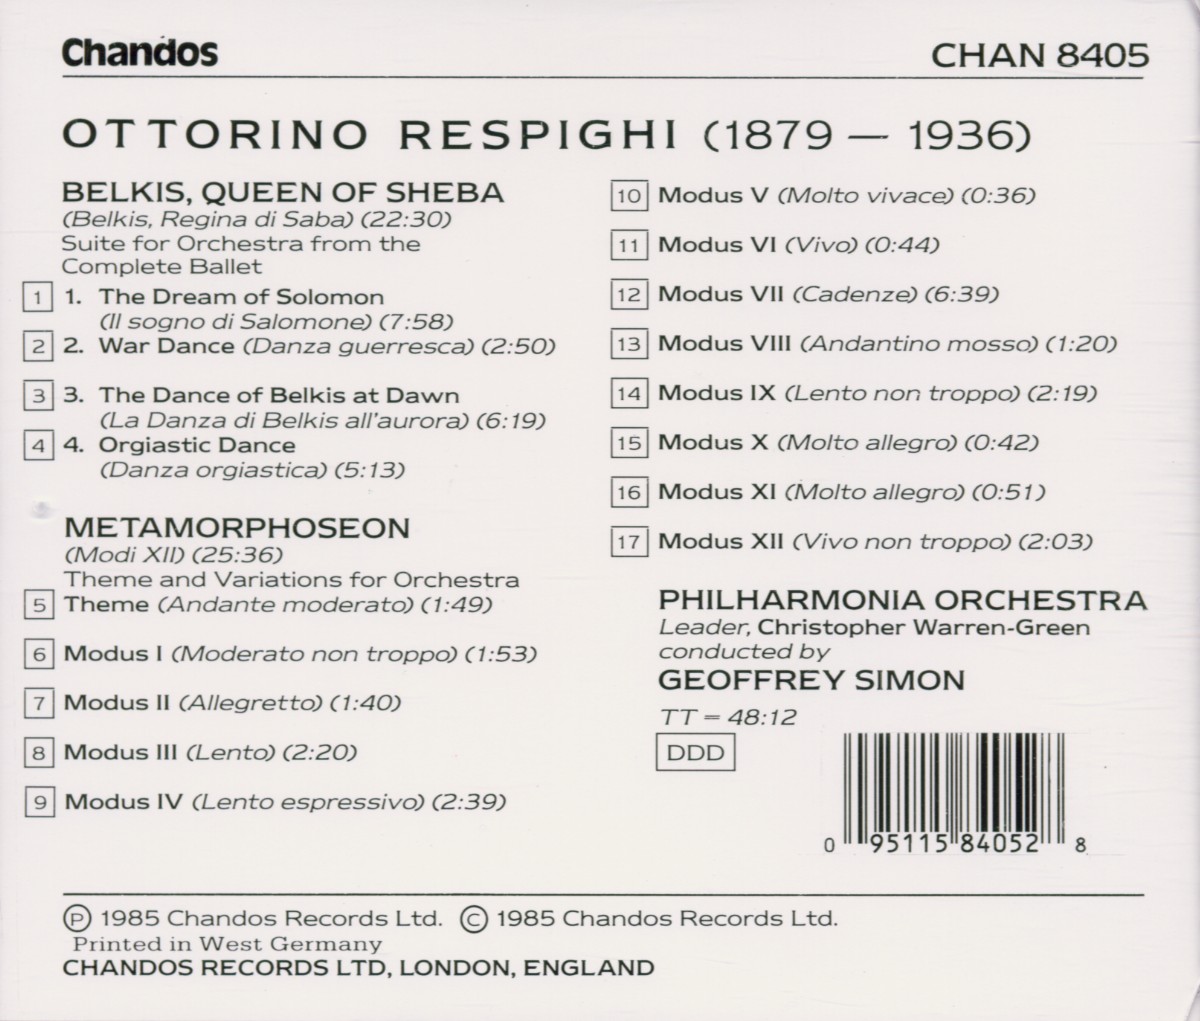 Chandos
CHAN 8405
OTTORINO RESPIGHI (1879 — 1936)
BELKIS, QUEEN OF SHEBA
(Belkis, Regina di Saba) (22:30)
Suite for Orchestra from the
Complete Ballet
1 1. The Dream of Solomon
(Il sogno di Salomone) (7:58)
2 2. War Dance (Danza guerresca) (2:50)
3 3. The Dance of Belkis at Dawn
(La Danza di Belkis all'aurora) (6:19)
4 4. Orgiastic Dance
(Danza orgiastica) (5:13)
METAMORPHOSEON
(Modi XII) (25:36)
Theme and Variations for Orchestra
5 Theme (Andante moderato) (1:49)
6 Modus I (Moderato non troppo) (1:53)
7 Modus II (Allegretto) (1:40)
8 Modus III (Lento) (2:20)
9 Modus IV (Lento espressivo) (2:39)
10 Modus V (Molto vivace) (0:36)
11 Modus VI (Vivo) (0:44)
12 Modus VII (Cadenze) (6:39)
13 Modus VIII (Andantino mosso) (1:20)
14 Modus IX (Lento non troppo) (2:19)
15 Modus X (Molto allegro) (0:42)
16 Modus XI (Molto allegro) (0:51)
17 Modus XII (Vivo non troppo) (2:03)
PHILHARMONIA ORCHESTRA
Leader, Christopher Warren-Green
conducted by
GEOFFREY SIMON
TT = 48:12
DDD
0 95115 84052 8
Ⓟ 1985 Chandos Records Ltd. © 1985 Chandos Records Ltd.
Printed in West Germany
CHANDOS RECORDS LTD, LONDON, ENGLAND